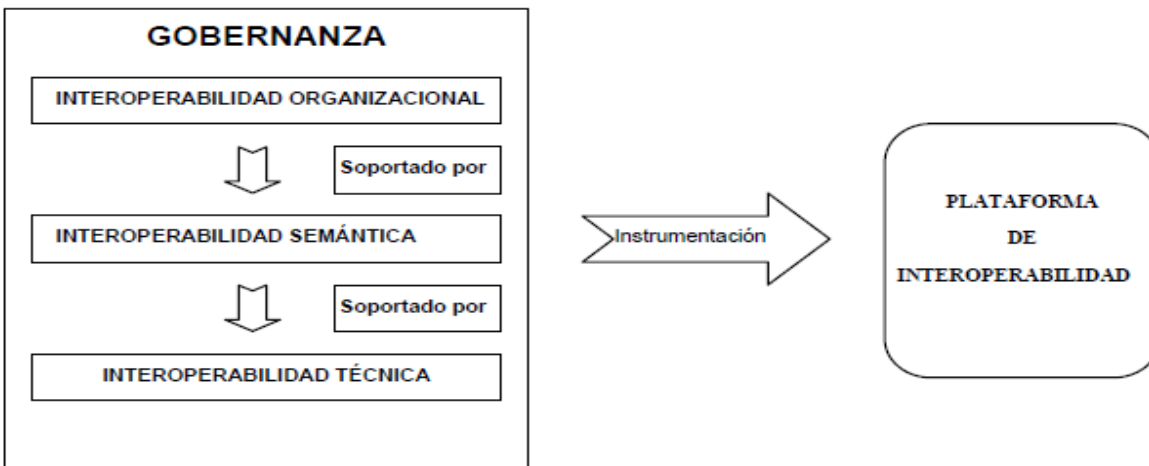 GOBERNANZA
INTEROPERABILIDAD ORGANIZACIONAL
Soportado por
INTEROPERABILIDAD SEMÁNTICA
Soportado por
INTEROPERABILIDAD TÉCNICA
Instrumentación
PLATAFORMA
DE
INTEROPERABILIDAD